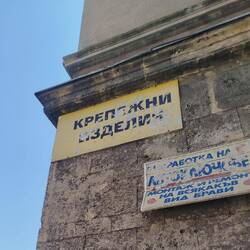 КРЕПЕЖНИ
ИЗДЕЛИЯ
ИЗРАБОТКА НА
МОНТАЖ И РЕМОНТ
НА ВСЯКАКЪВ
ВИД БРАВИ